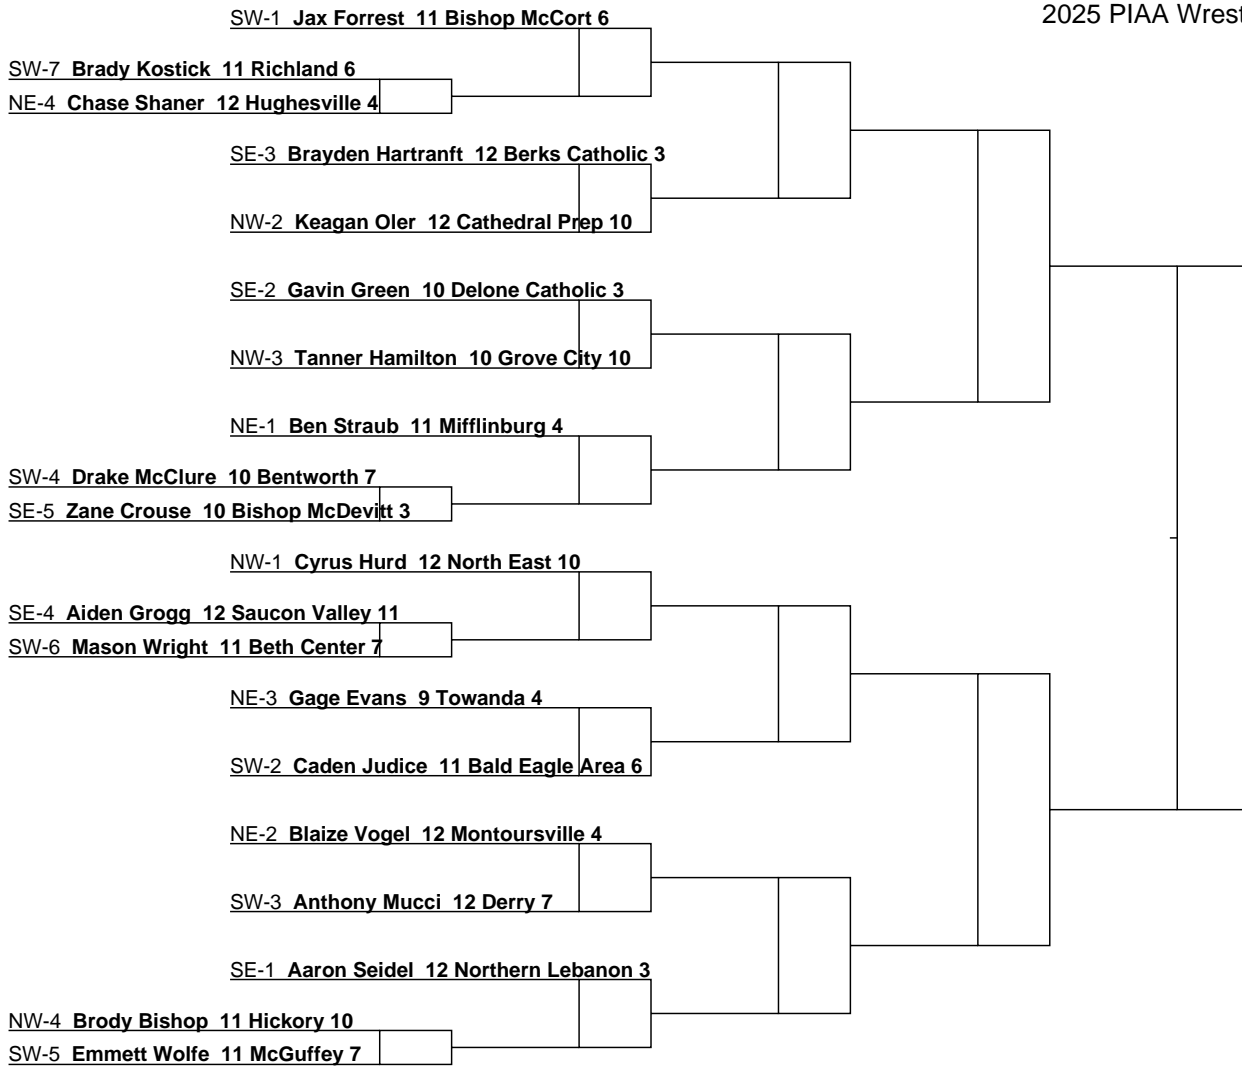 2025 PIAA Wrest
SW-1 Jax Forrest 11 Bishop McCort 6
SW-7 Brady Kostick 11 Richland 6
NE-4 Chase Shaner 12 Hughesville 4
SE-3 Brayden Hartranft 12 Berks Catholic 3
NW-2 Keagan Oler 12 Cathedral Prep 10
SE-2 Gavin Green 10 Delone Catholic 3
NW-3 Tanner Hamilton 10 Grove City 10
NE-1 Ben Straub 11 Mifflinburg 4
SW-4 Drake McClure 10 Bentworth 7
SE-5 Zane Crouse 10 Bishop McDevitt 3
NW-1 Cyrus Hurd 12 North East 10
SE-4 Aiden Grogg 12 Saucon Valley 11
SW-6 Mason Wright 11 Beth Center 7
NE-3 Gage Evans 9 Towanda 4
SW-2 Caden Judice 11 Bald Eagle Area 6
NE-2 Blaize Vogel 12 Montoursville 4
SW-3 Anthony Mucci 12 Derry 7
SE-1 Aaron Seidel 12 Northern Lebanon 3
NW-4 Brody Bishop 11 Hickory 10
SW-5 Emmett Wolfe 11 McGuffey 7